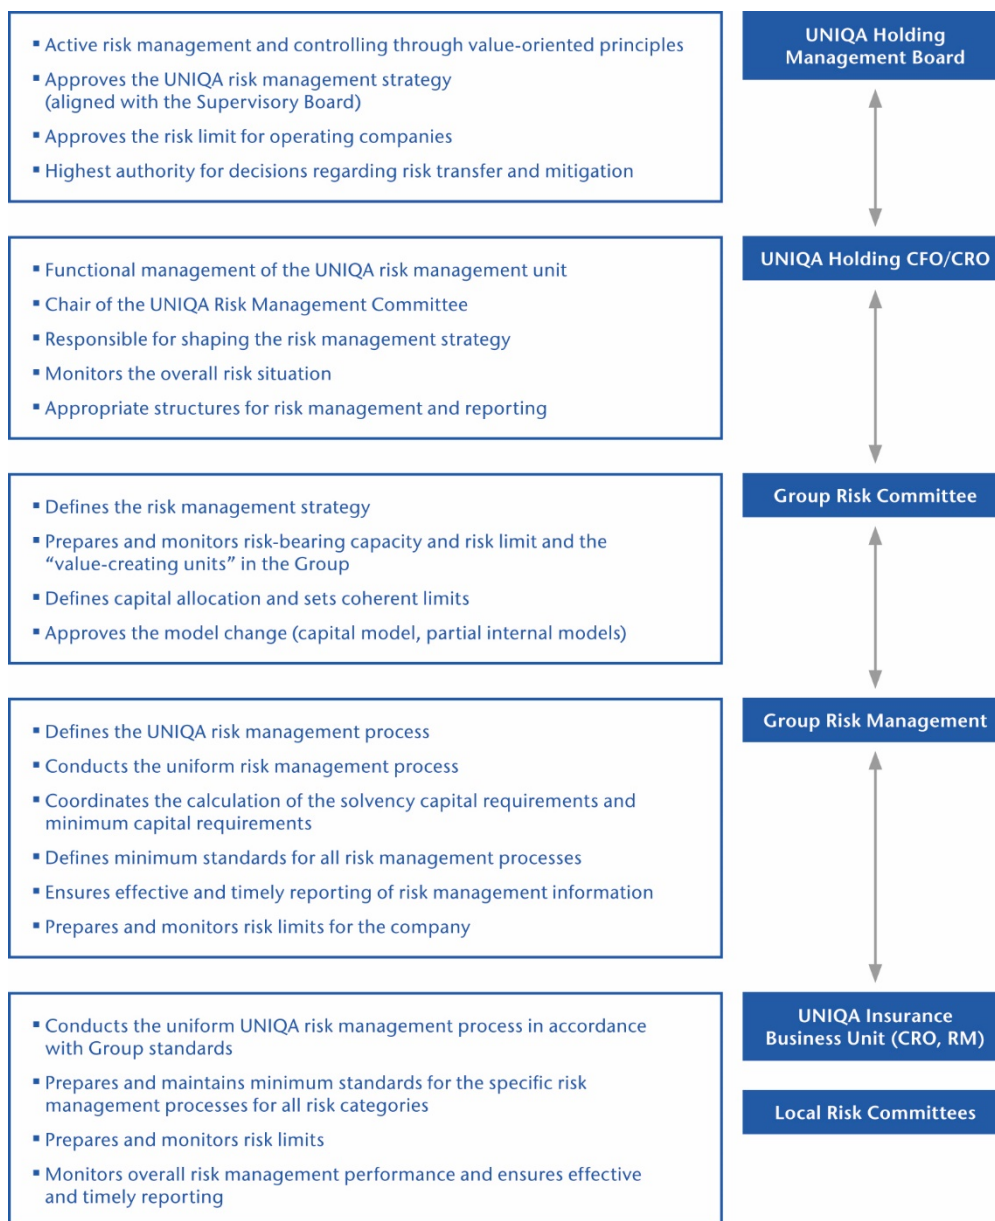 ▪ Active risk management and controlling through value-oriented principles
▪ Approves the UNIQA risk management strategy
(aligned with the Supervisory Board)
▪ Approves the risk limit for operating companies
▪ Highest authority for decisions regarding risk transfer and mitigation
UNIQA Holding
Management Board
▪ Functional management of the UNIQA risk management unit
▪ Chair of the UNIQA Risk Management Committee
▪ Responsible for shaping the risk management strategy
▪ Monitors the overall risk situation
▪ Appropriate structures for risk management and reporting
UNIQA Holding CFO/CRO
▪ Defines the risk management strategy
▪ Prepares and monitors risk-bearing capacity and risk limit and the
“value-creating units” in the Group
▪ Defines capital allocation and sets coherent limits
▪ Approves the model change (capital model, partial internal models)
Group Risk Committee
▪ Defines the UNIQA risk management process
▪ Conducts the uniform risk management process
▪ Coordinates the calculation of the solvency capital requirements and
minimum capital requirements
▪ Defines minimum standards for all risk management processes
▪ Ensures effective and timely reporting of risk management information
▪ Prepares and monitors risk limits for the company
Group Risk Management
▪ Conducts the uniform UNIQA risk management process in accordance
with Group standards
▪ Prepares and maintains minimum standards for the specific risk
management processes for all risk categories
▪ Prepares and monitors risk limits
▪ Monitors overall risk management performance and ensures effective
and timely reporting
UNIQA Insurance
Business Unit (CRO, RM)
Local Risk Committees